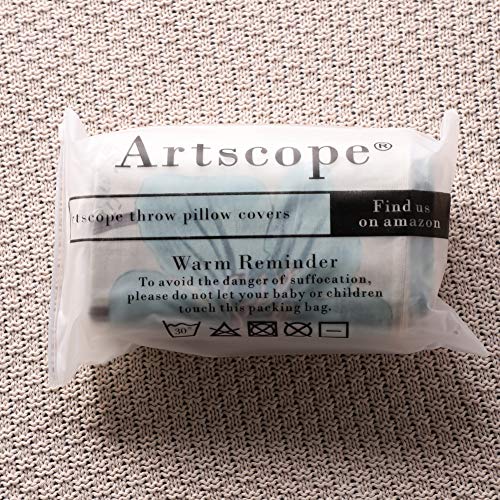 Artscope®
rtscope throw pillow covers
Find us
on amazon
Warm Reminder
To avoid the danger of suffocation,
please do not let your baby or children
touch this packing bag.
30°